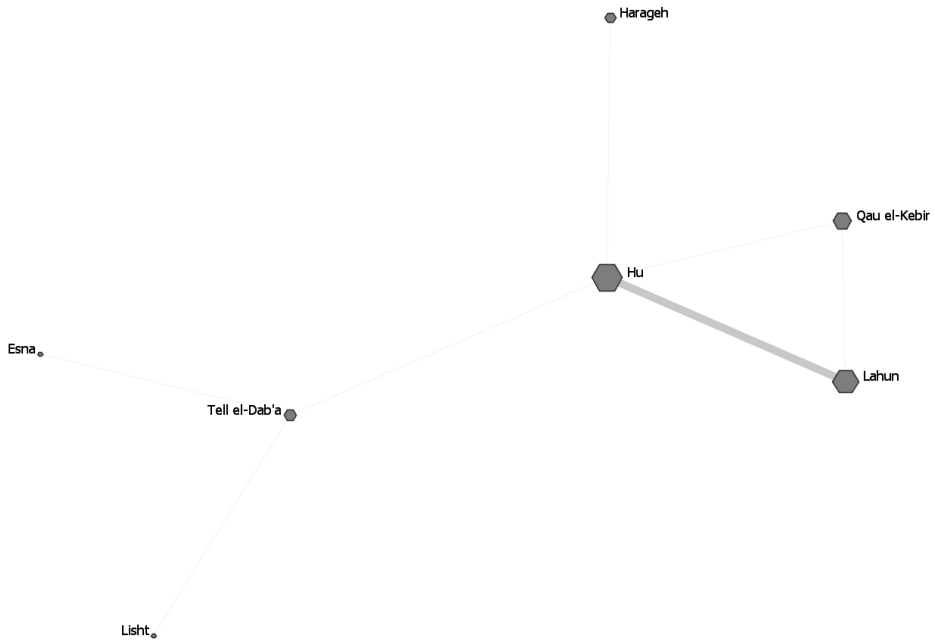 Harageh
Qau el-Kebir
Hu
Esna
Lahun
Tell el-Dab'a
Lisht